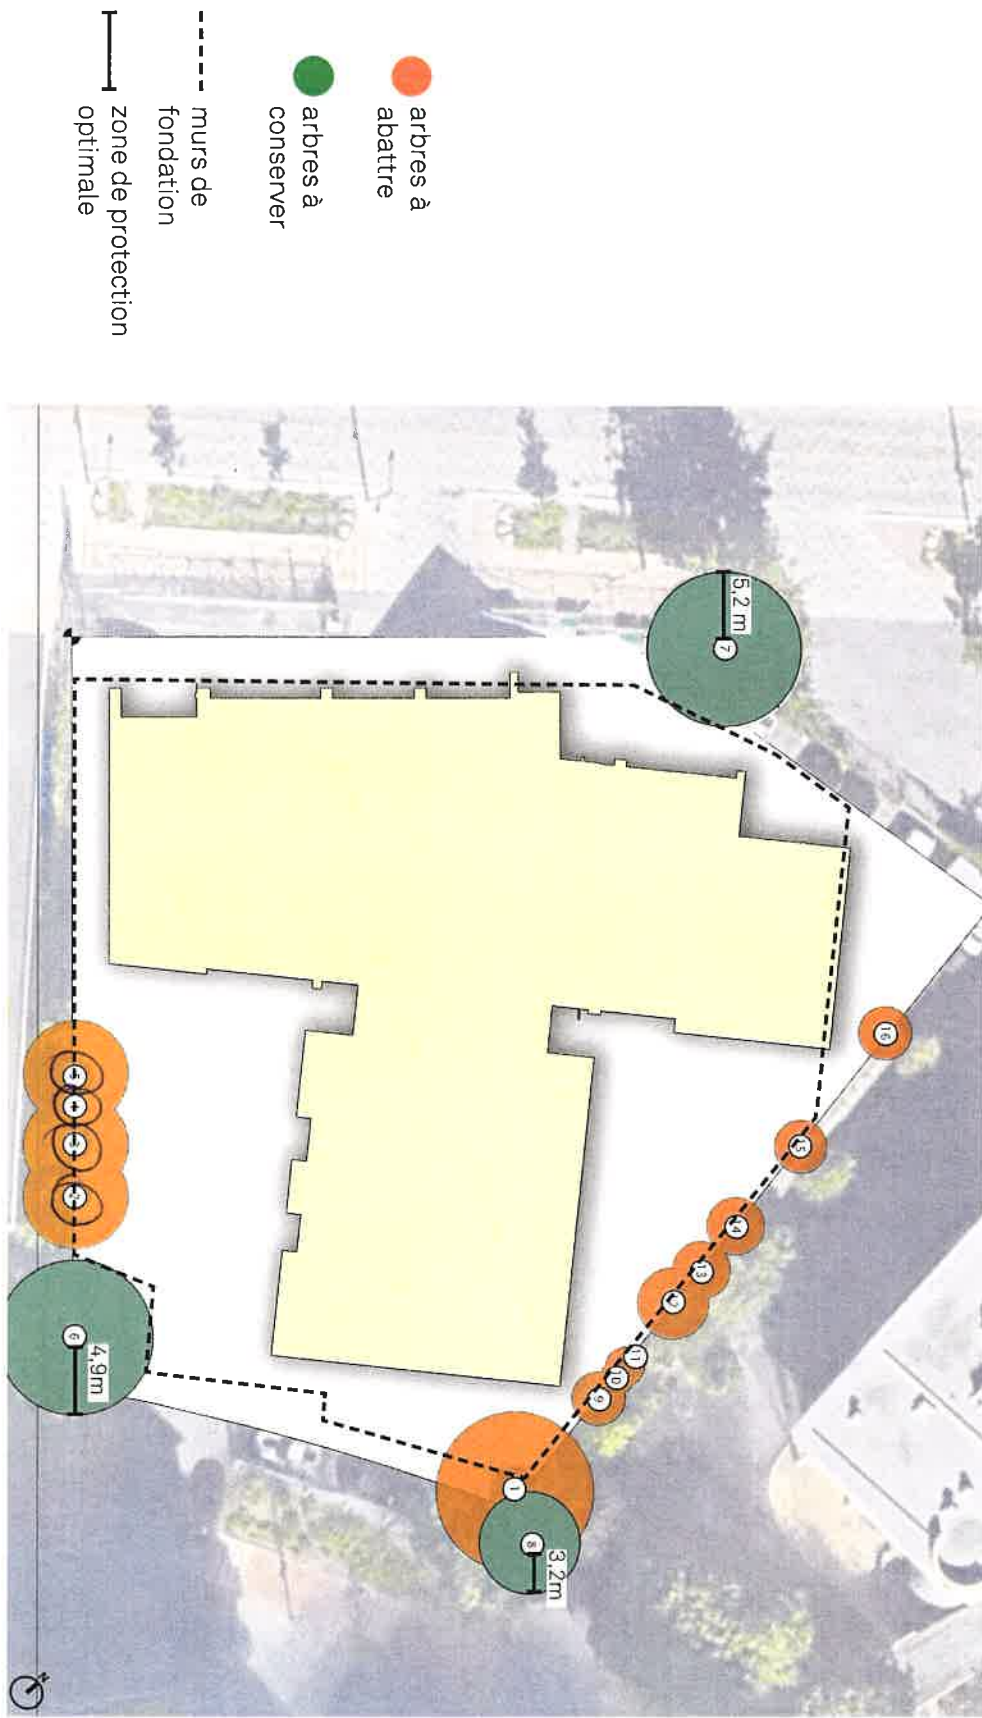 arbres à
abattre
arbres à
conserver
murs de
fondation
zone de protection
optimale
5,2 m
7
16
15
14
13
12
11
10
9
1
8
3,2m
5
4
3
2
6
4,9m
N